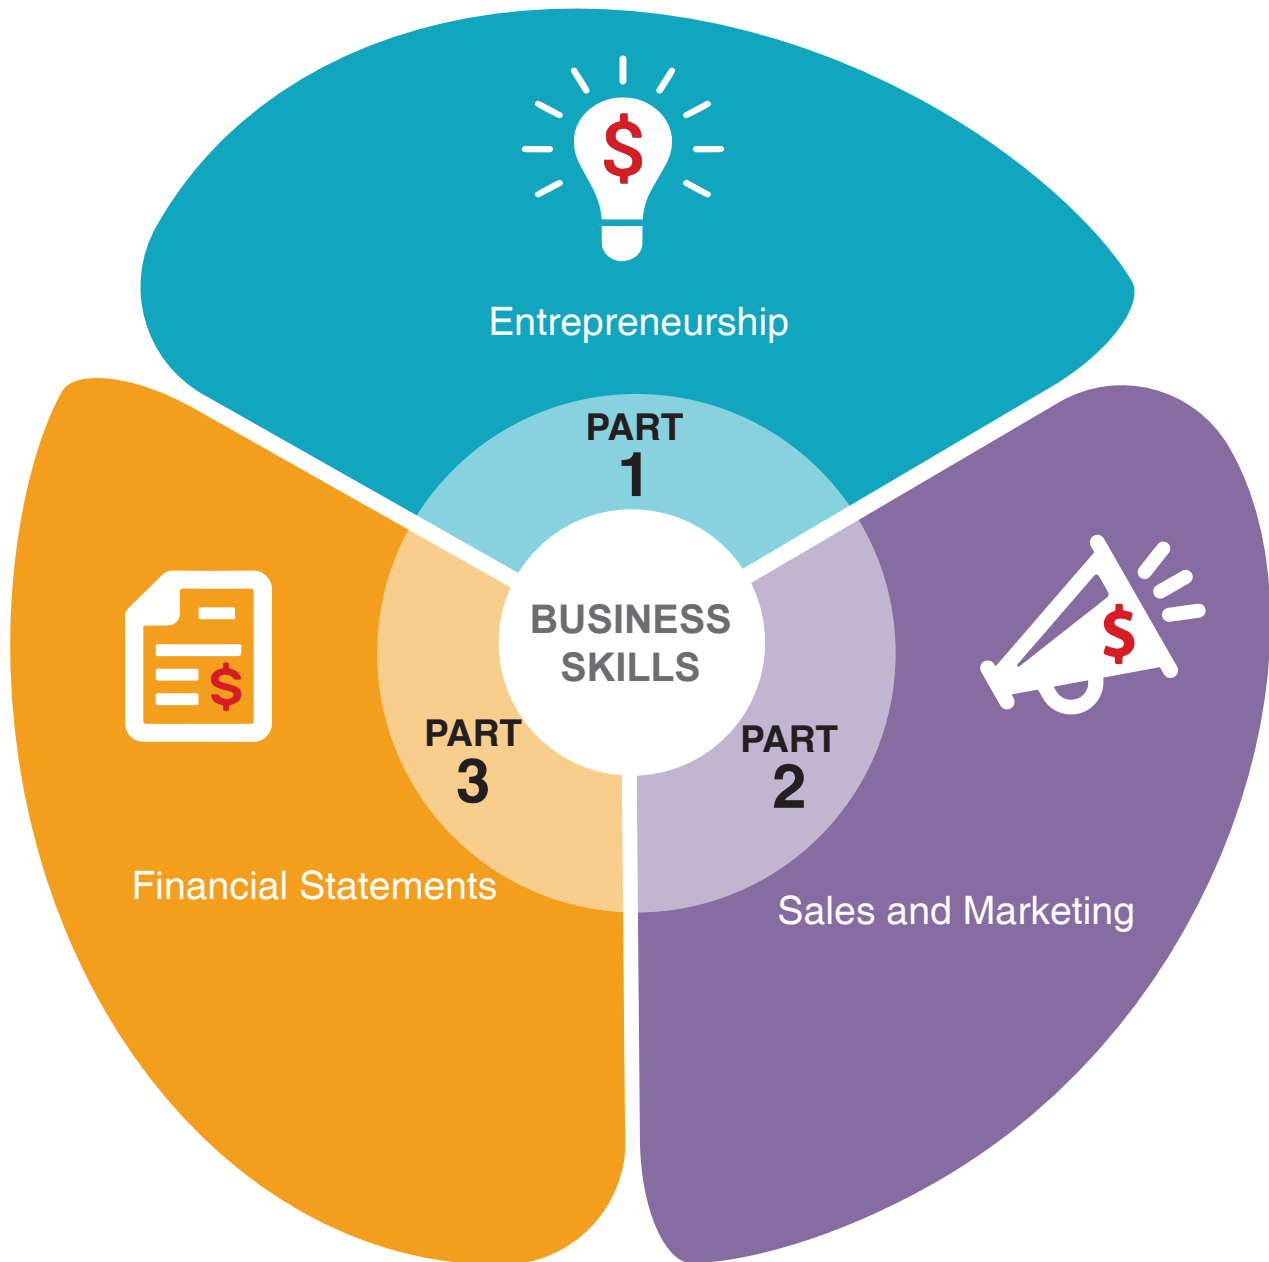 $
Entrepreneurship
PART
1
BUSINESS
SKILLS
$
PART
2
Sales and Marketing
$
PART
3
Financial Statements